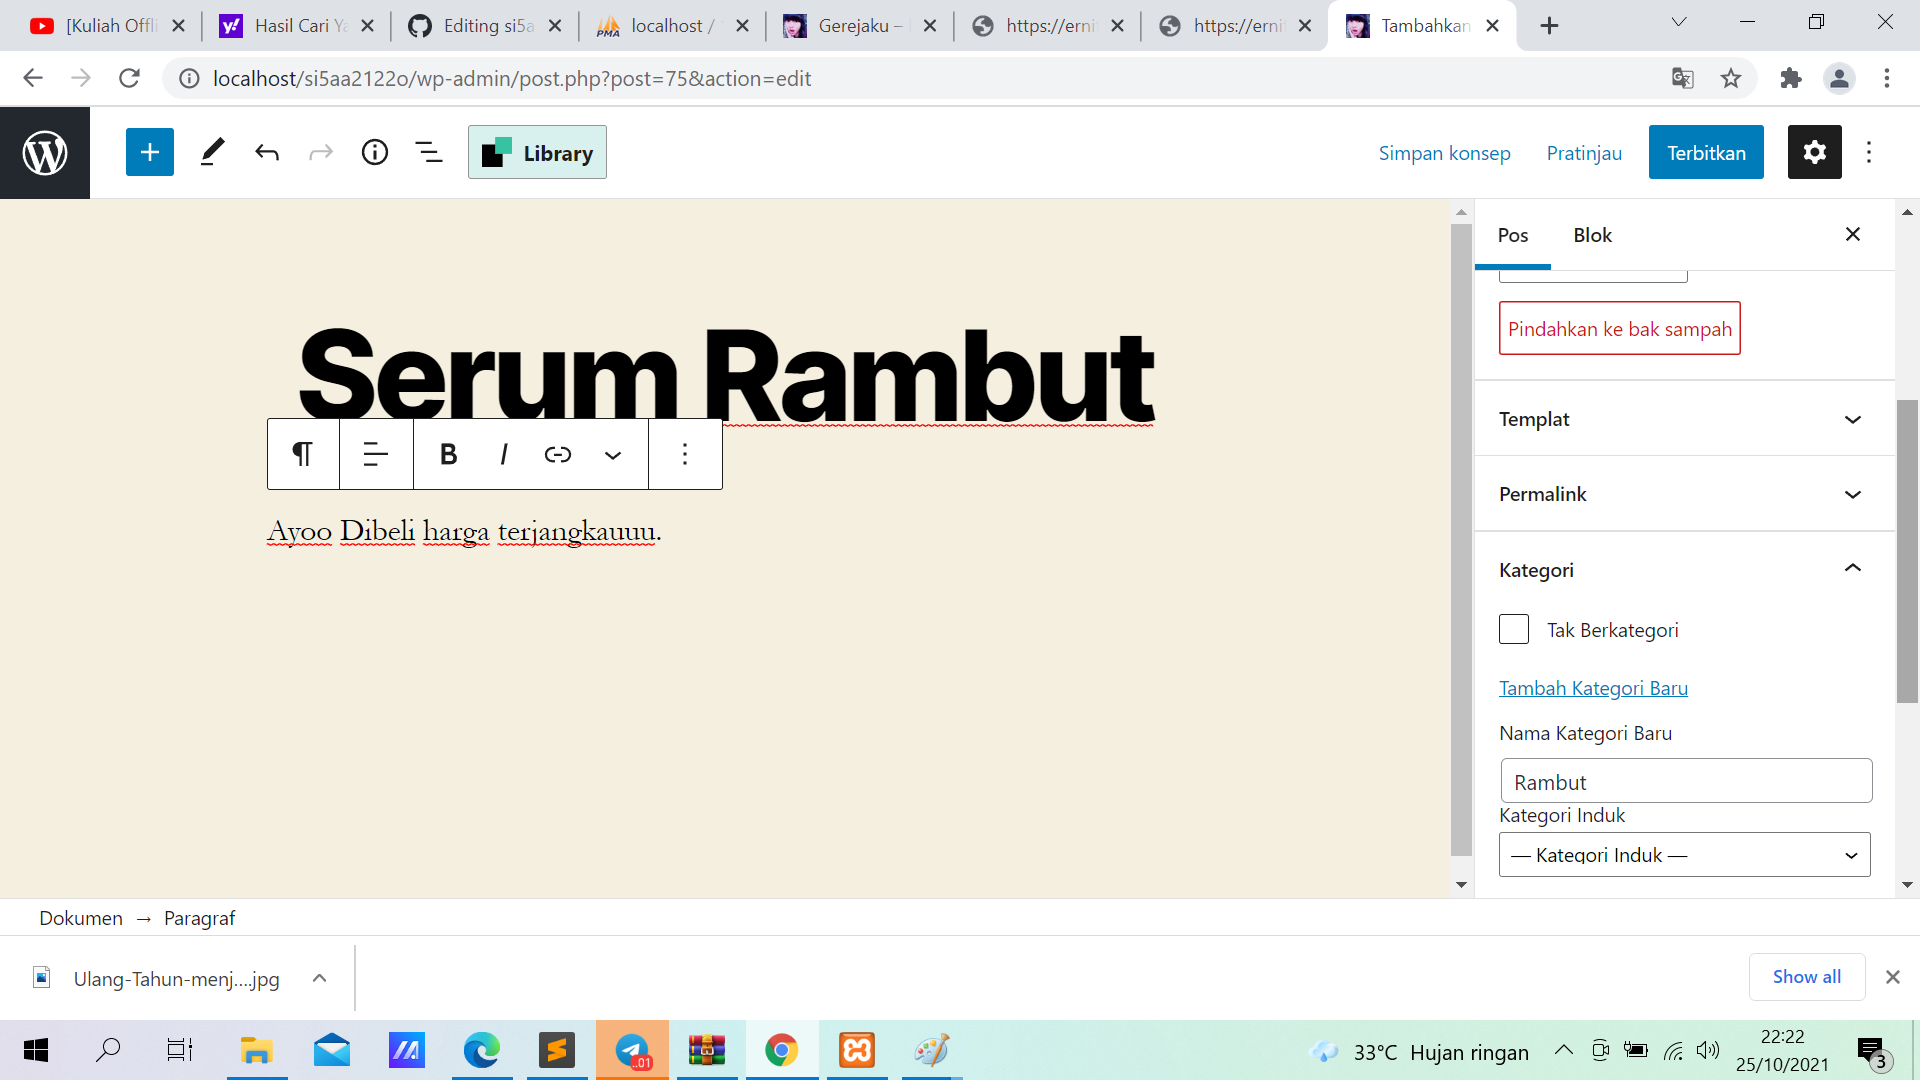 [Kuliah Offli
Hasil Cari Ya
Editing si5a
localhost /
Gerejaku –
https://ernit
https://ernit
Tambahkan
localhost/si5aa2122o/wp-admin/post.php?post=75&action=edit
Library
Simpan konsep
Pratinjau
Terbitkan
Pos
Blok
Pindahkan ke bak sampah
Serum Rambut
Templat
B I
Permalink
Ayoo Dibeli harga terjangkauuu.
Kategori
Tak Berkategori
Tambah Kategori Baru
Nama Kategori Baru
Rambut
Kategori Induk
— Kategori Induk —
Dokumen → Paragraf
Ulang-Tahun-menj....jpg
Show all
..01
33°C Hujan ringan
22:22
25/10/2021
3